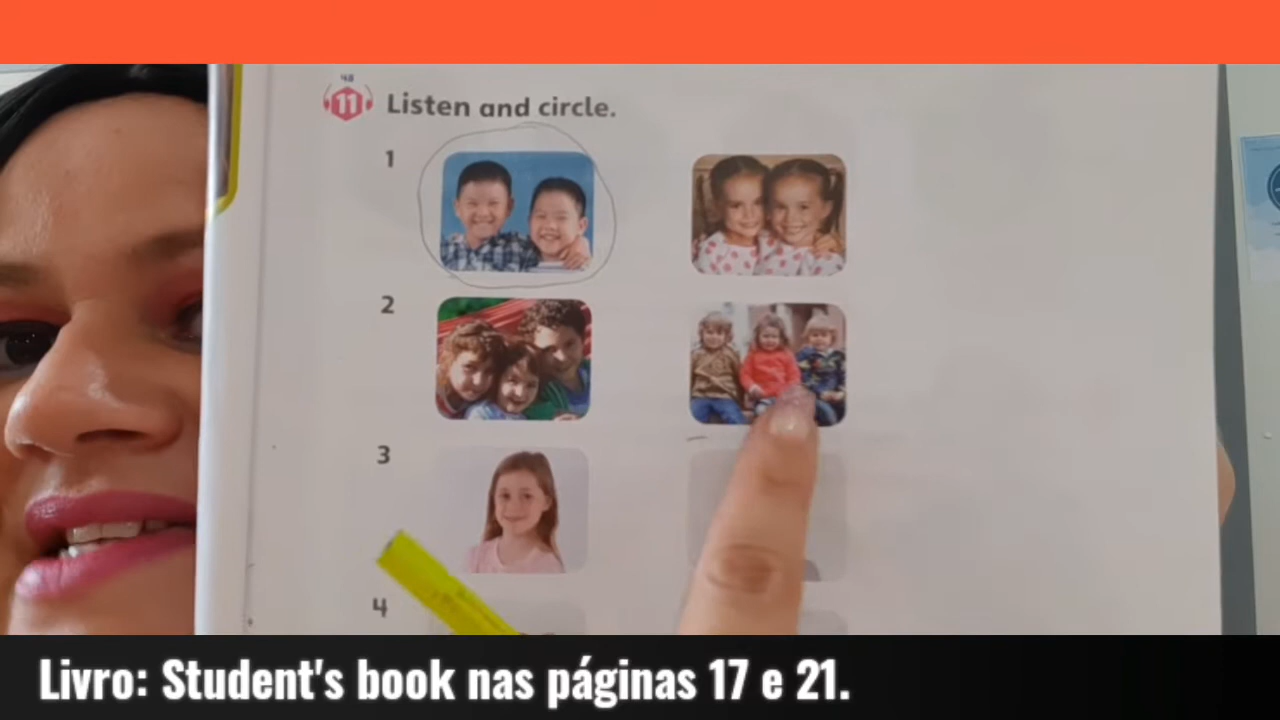 48
11 Listen and circle.
1
2
3
4
Livro: Student's book nas páginas 17 e 21.